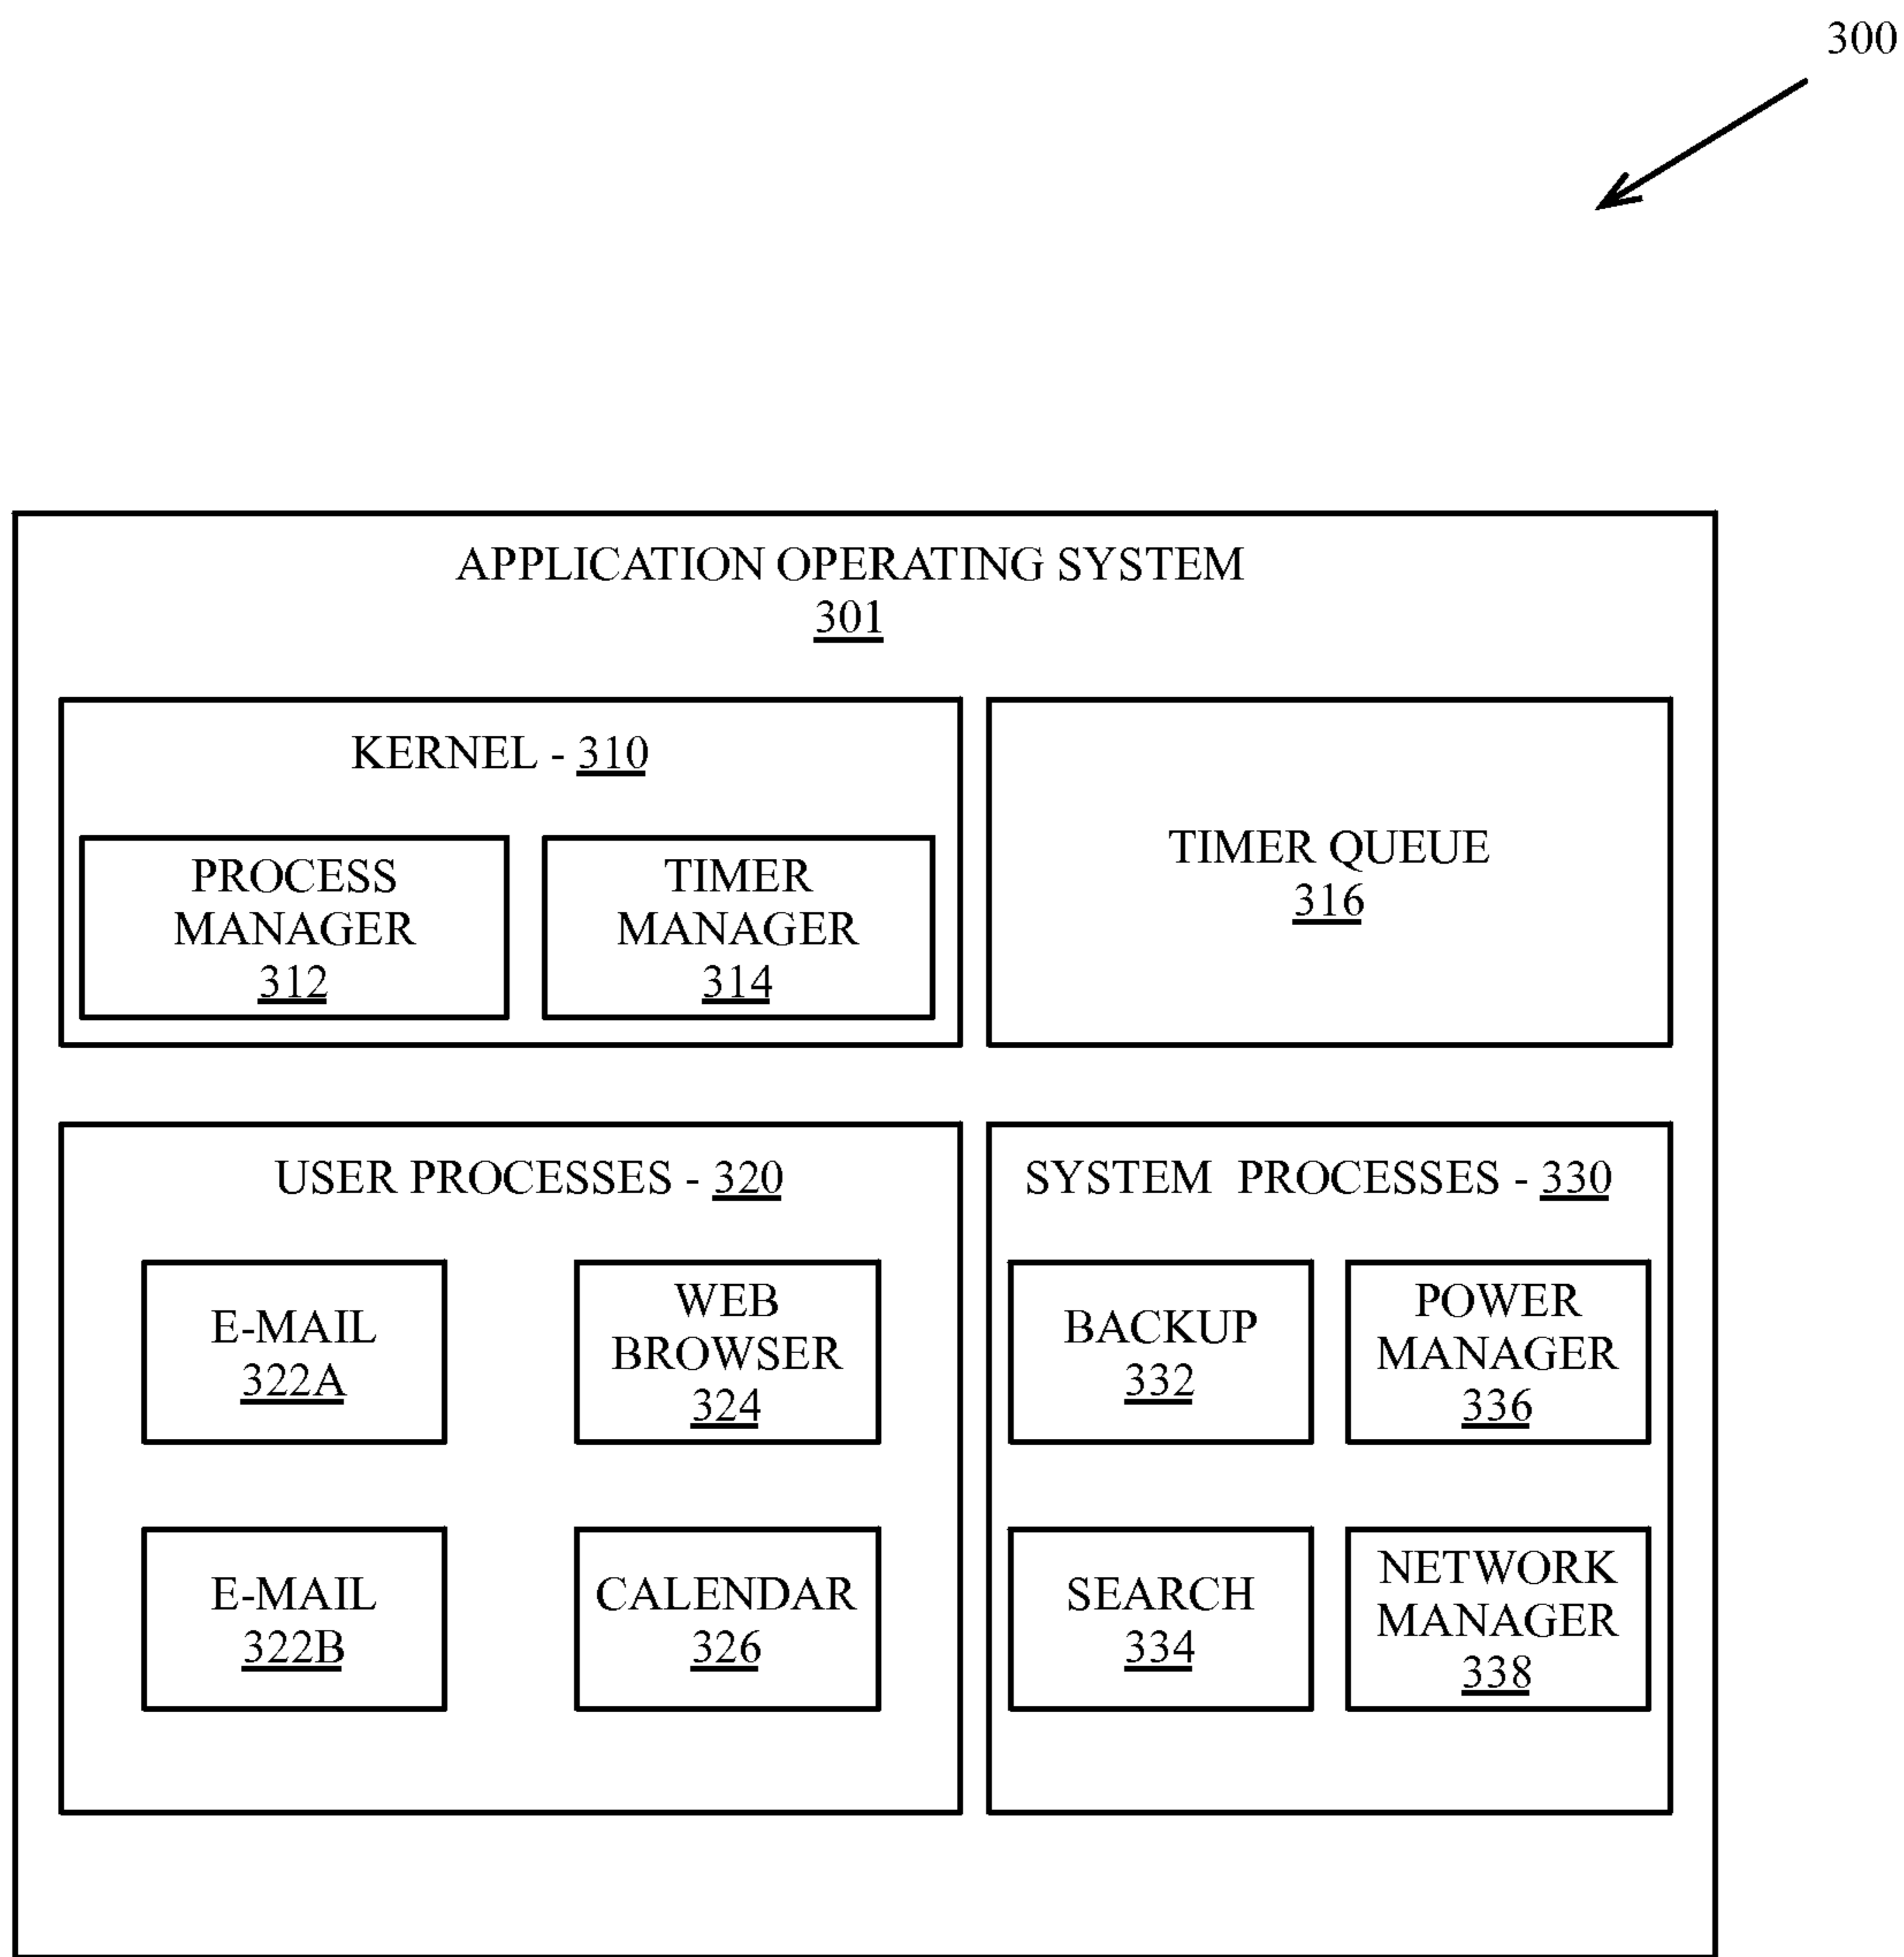 300
APPLICATION OPERATING SYSTEM
301
KERNEL - 310
PROCESS
MANAGER
312
TIMER
MANAGER
314
TIMER QUEUE
316
USER PROCESSES - 320
E-MAIL
322A
WEB
BROWSER
324
E-MAIL
322B
CALENDAR
326
SYSTEM PROCESSES - 330
BACKUP
332
POWER
MANAGER
336
SEARCH
334
NETWORK
MANAGER
338